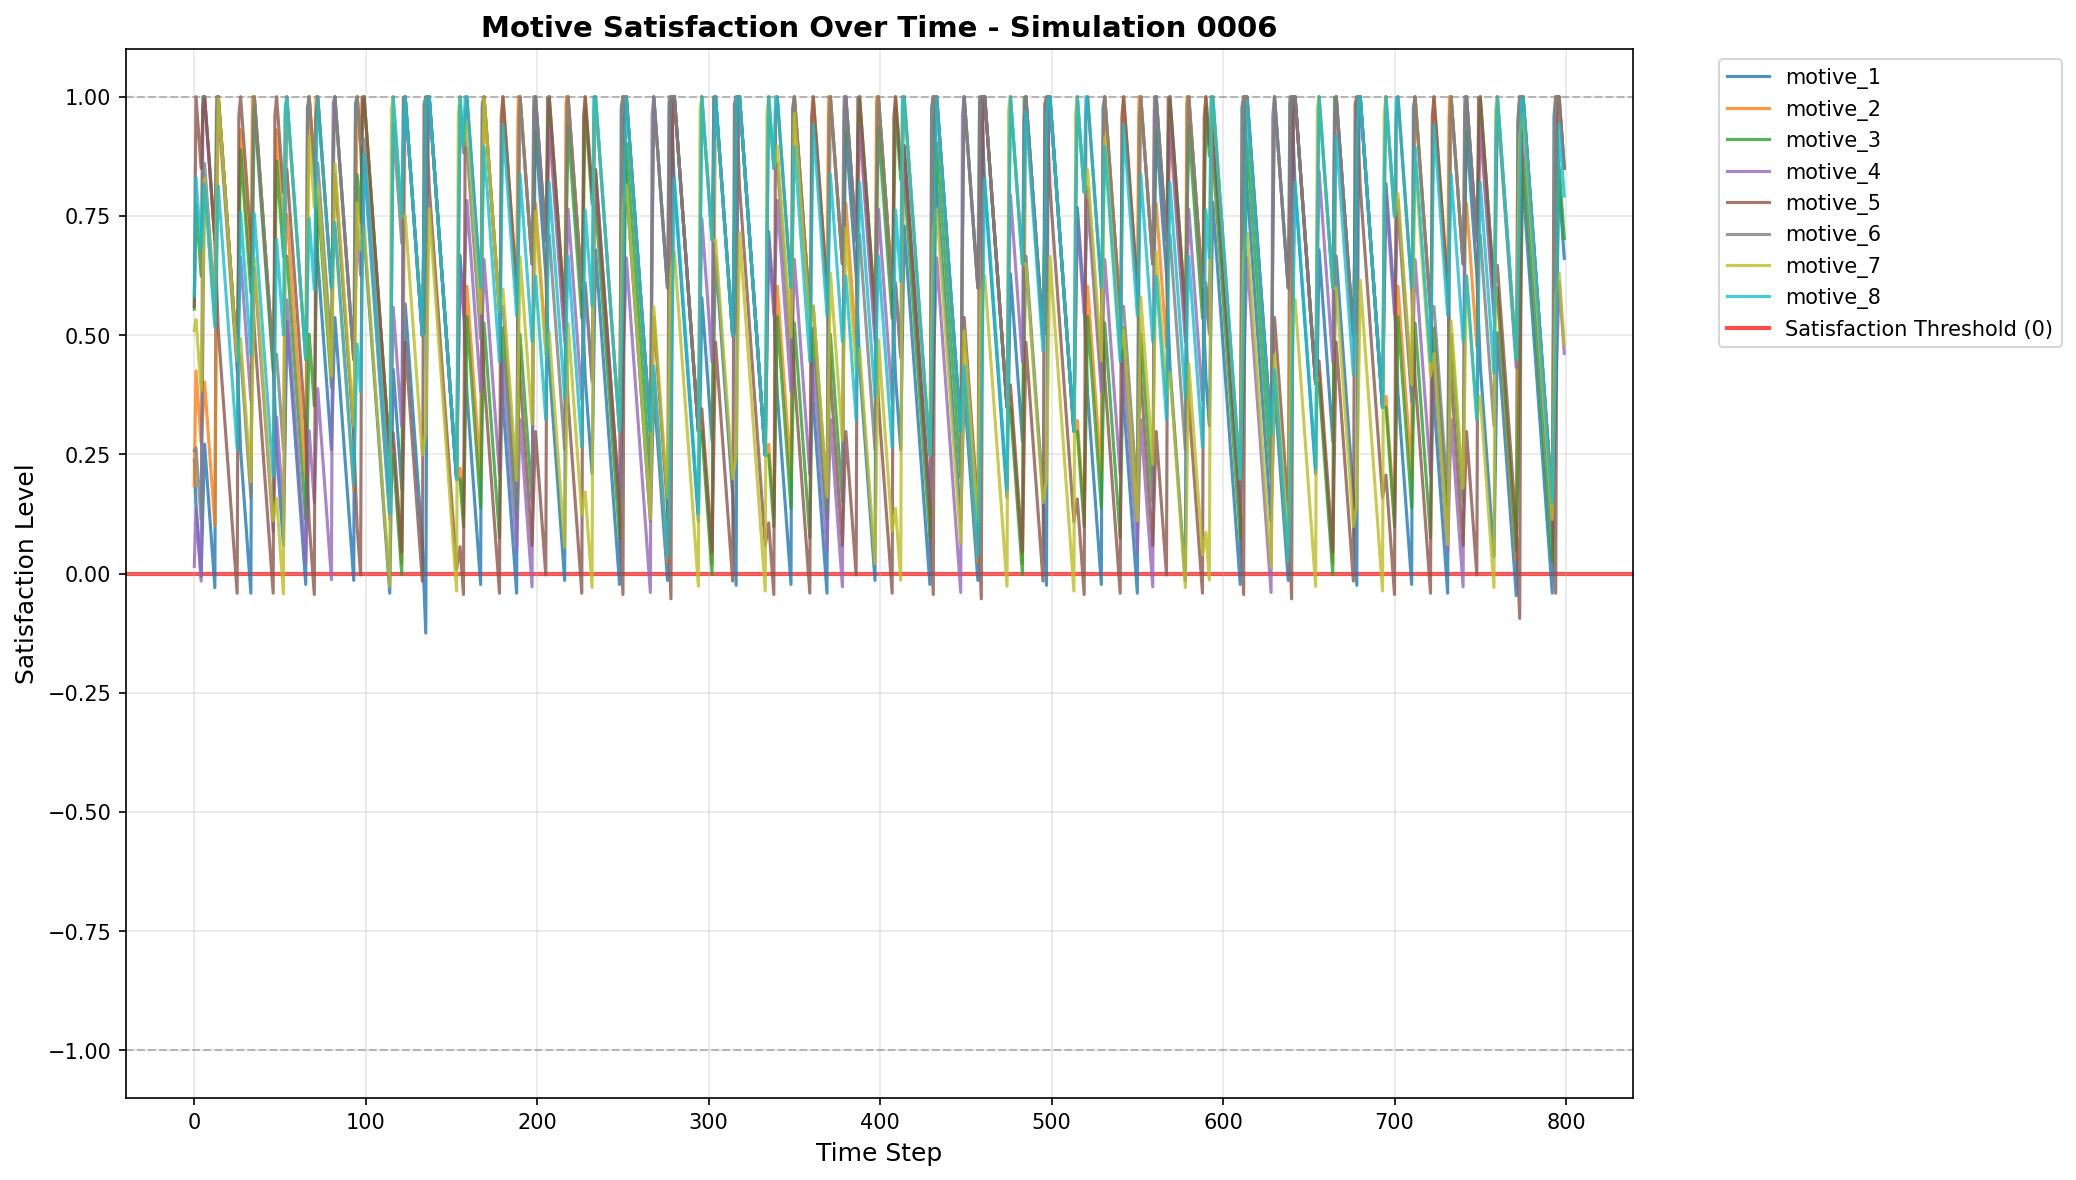 Motive Satisfaction Over Time - Simulation 0006
Satisfaction Level
1.00
0.75
0.50
0.25
0.00
−0.25
−0.50
−0.75
−1.00
0
100
200
300
400
500
600
700
800
Time Step
motive_1
motive_2
motive_3
motive_4
motive_5
motive_6
motive_7
motive_8
Satisfaction Threshold (0)